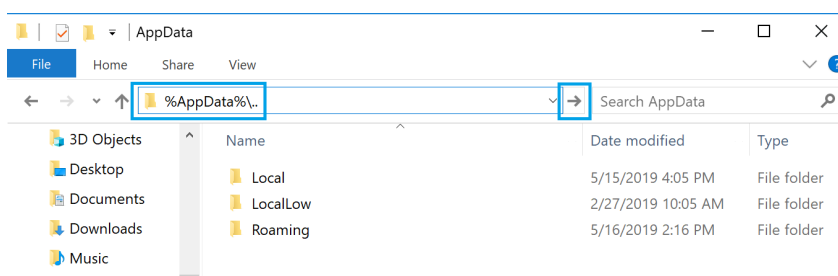 AppData
File Home Share View
%AppData%\.. Search AppData
3D Objects Name Date modified Type
Desktop Local 5/15/2019 4:05 PM File folder
Documents LocalLow 2/27/2019 10:05 AM File folder
Downloads Roaming 5/16/2019 2:16 PM File folder
Music